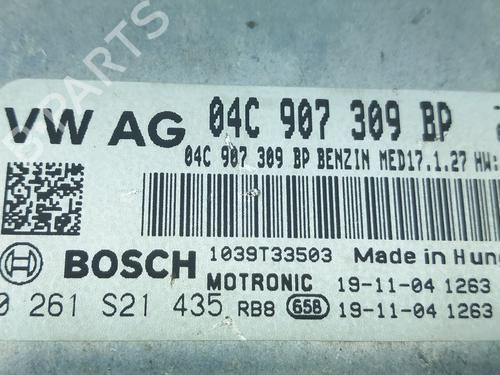 VW AG 04C 907 309 BP
04C 907 309 BP BENZIN MED17.1.27 HW:
BOSCH 1039T33503 Made in Hun
MOTRONIC 19-11-04 1263
0 261 S21 435 RB8 658 19-11-04 1263